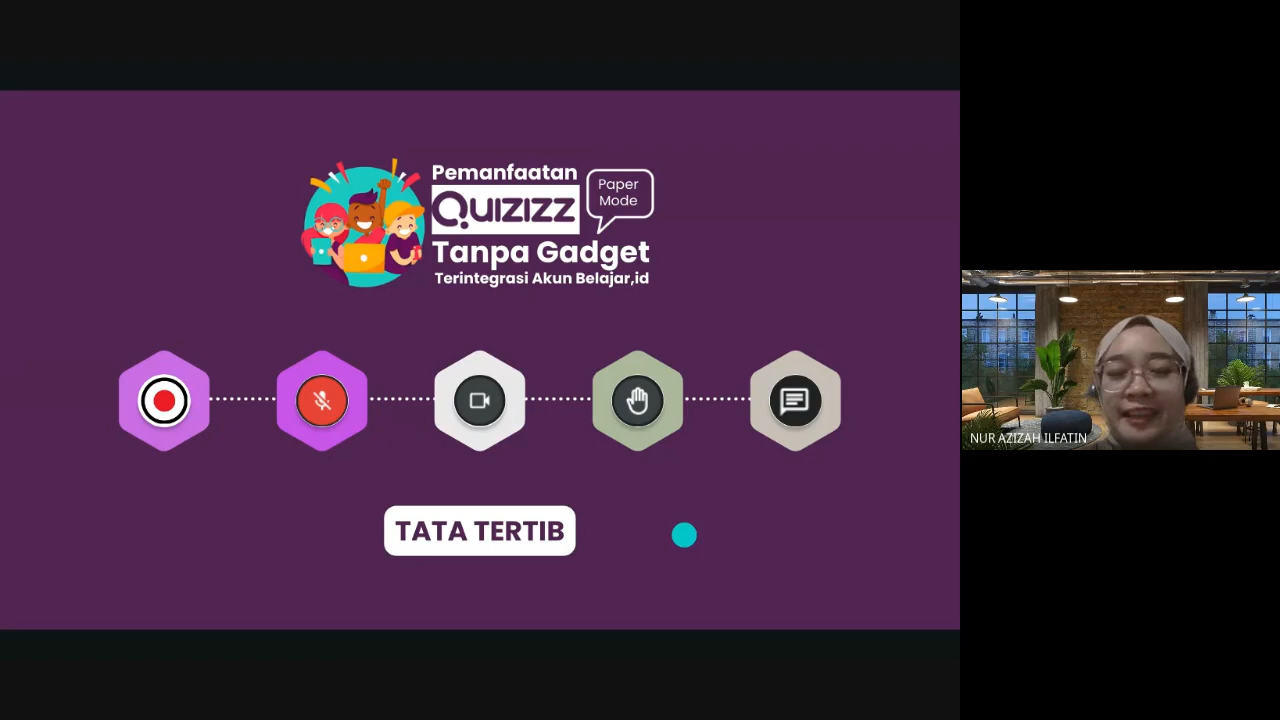 Pemanfaatan
QUIZIZZ
Paper
Mode
Tanpa Gadget
Terintegrasi Akun Belajar,id
TATA TERTIB
NUR AZIZAH ILFATIN